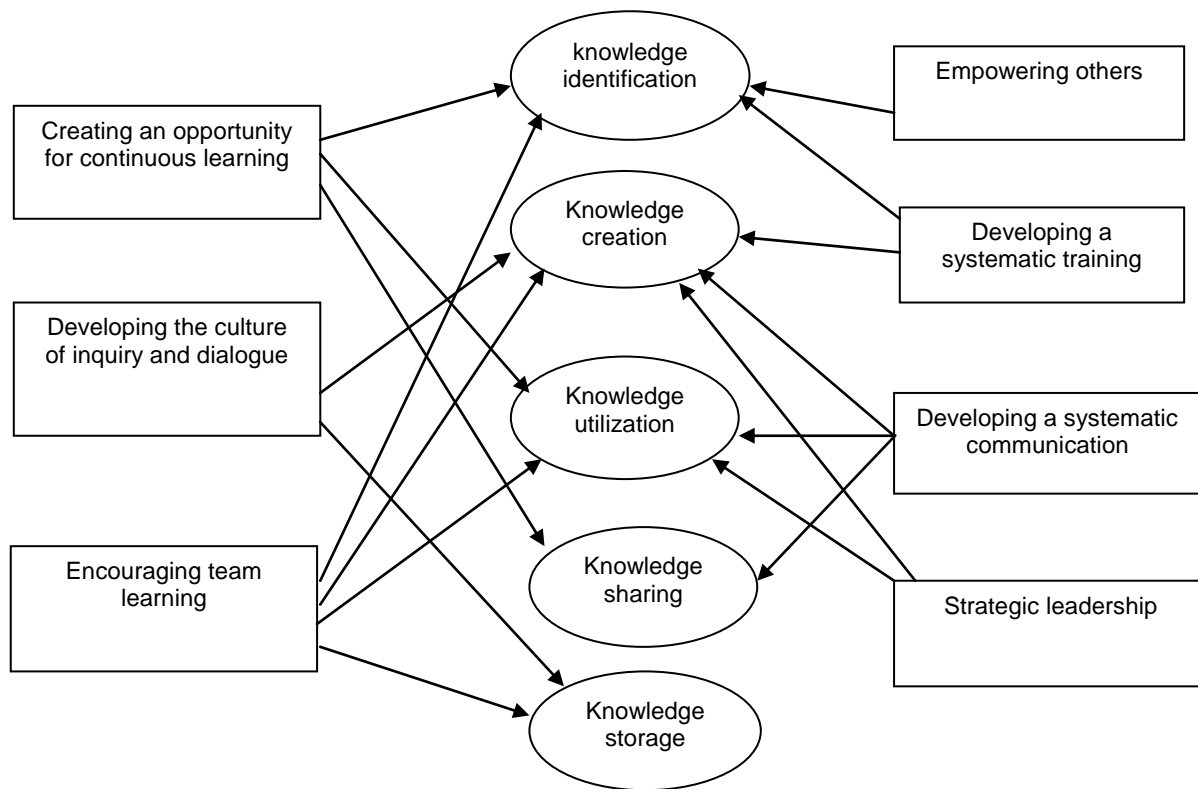 knowledge
identification
Empowering others
Creating an opportunity
for continuous learning
Knowledge
creation
Developing a
systematic training
Developing the culture
of inquiry and dialogue
Knowledge
utilization
Developing a systematic
communication
Encouraging team
learning
Knowledge
sharing
Strategic leadership
Knowledge
storage